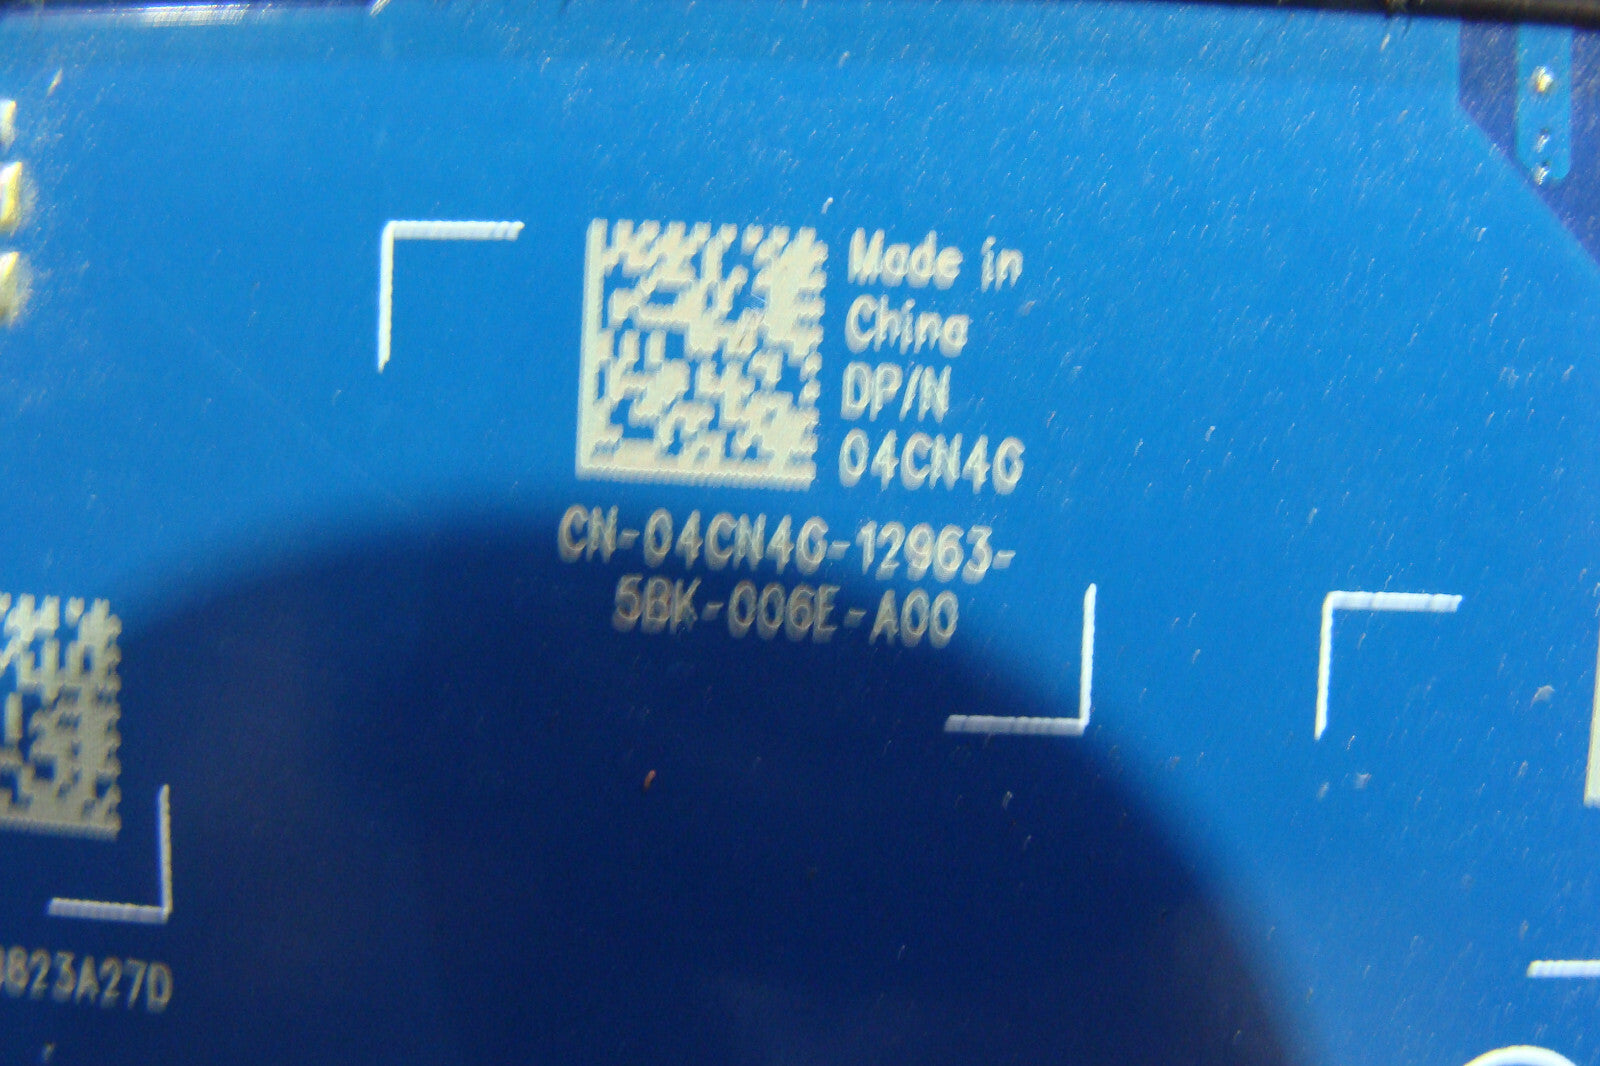 Made in
China
DP/N
04CN4G
CN-04CN4G-12963-
5BK-006E-A00
823A27D